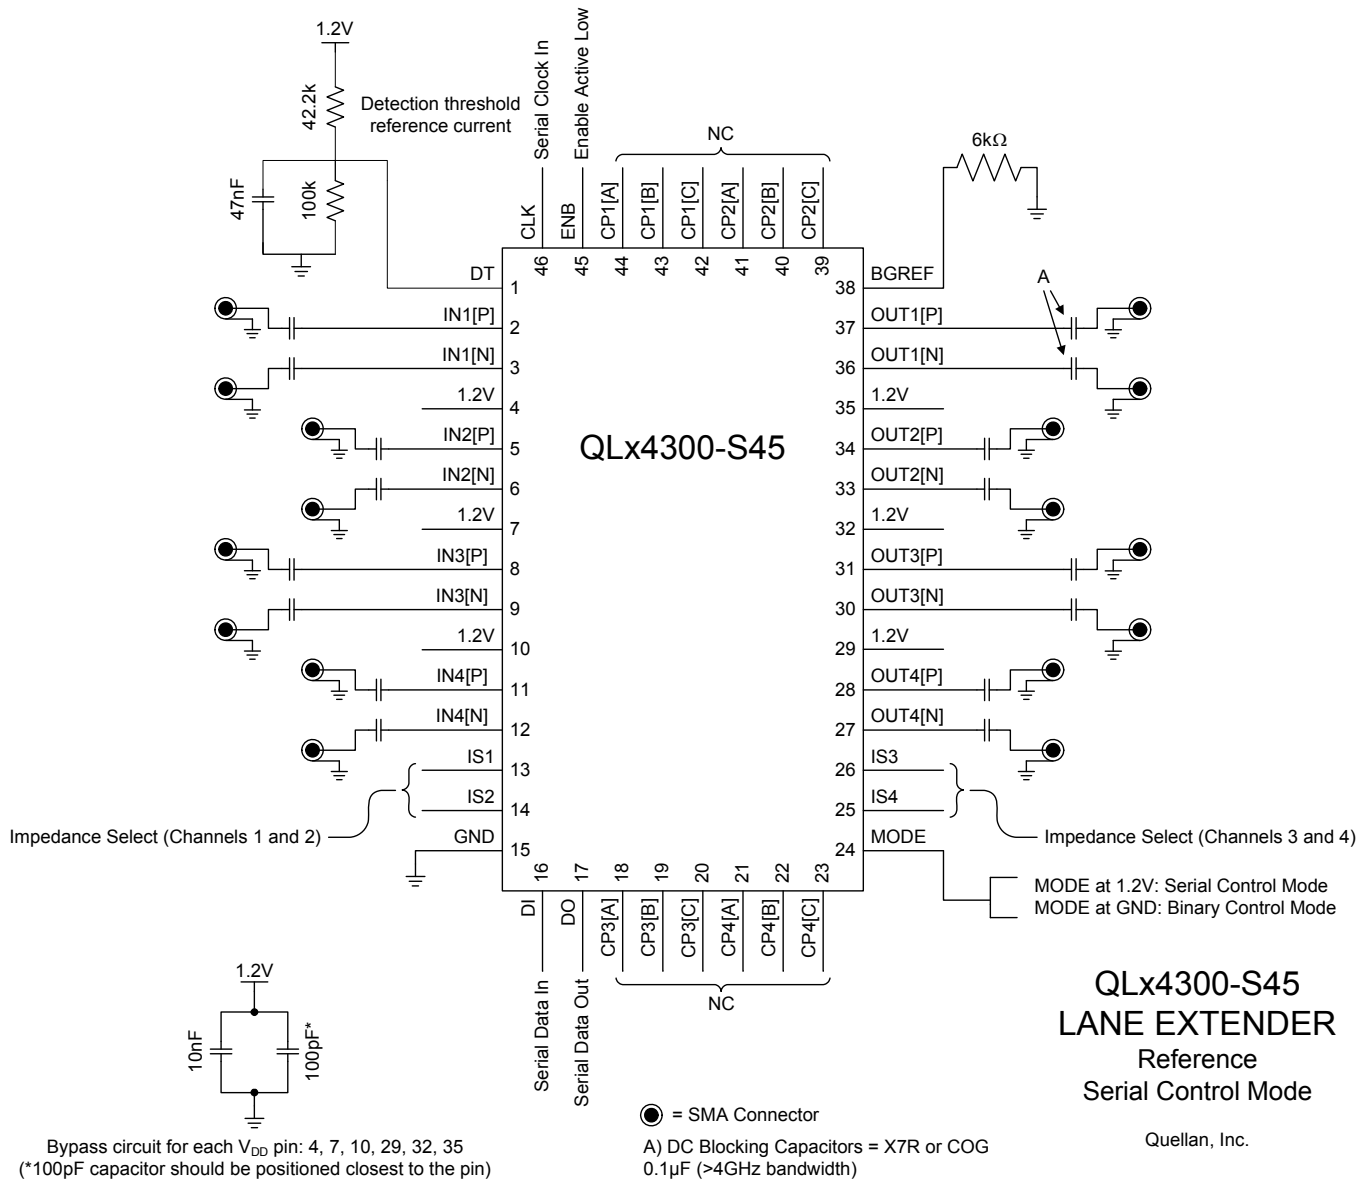 1.2V
42.2k
Detection threshold
reference current
47nF
100k
Serial Clock In
Enable Active Low
NC
6kΩ
CLK
ENB
CP1[A]
CP1[B]
CP1[C]
CP2[A]
CP2[B]
CP2[C]
46
45
44
43
42
41
40
39
DT
1
38
BGREF
A
IN1[P]
2
37
OUT1[P]
IN1[N]
3
36
OUT1[N]
1.2V
4
35
1.2V
IN2[P]
5
34
OUT2[P]
QLx4300-S45
IN2[N]
6
33
OUT2[N]
1.2V
7
32
1.2V
IN3[P]
8
31
OUT3[P]
IN3[N]
9
30
OUT3[N]
1.2V
10
29
1.2V
IN4[P]
11
28
OUT4[P]
IN4[N]
12
27
OUT4[N]
IS1
13
26
IS3
IS2
14
25
IS4
Impedance Select (Channels 1 and 2)
Impedance Select (Channels 3 and 4)
GND
15
24
MODE
16
17
18
19
20
21
22
23
DI
DO
CP3[A]
CP3[B]
CP3[C]
CP4[A]
CP4[B]
CP4[C]
MODE at 1.2V: Serial Control Mode
MODE at GND: Binary Control Mode
Serial Data In
Serial Data Out
NC
1.2V
10nF
100pF*
Bypass circuit for each VDD pin: 4, 7, 10, 29, 32, 35
(*100pF capacitor should be positioned closest to the pin)
= SMA Connector
A) DC Blocking Capacitors = X7R or COG
0.1µF (>4GHz bandwidth)
QLx4300-S45
LANE EXTENDER
Reference
Serial Control Mode
Quellan, Inc.